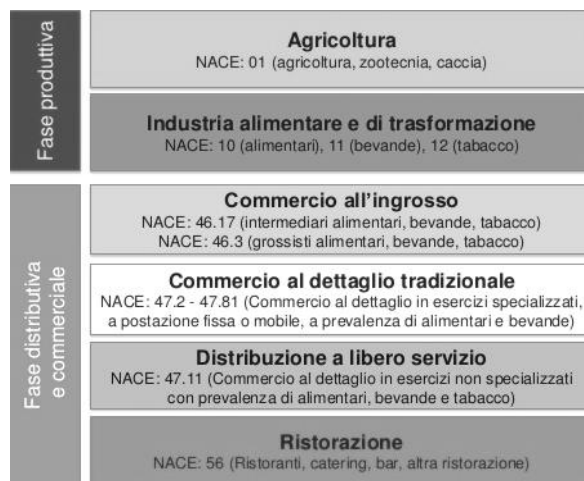 Fase produttiva
Agricoltura
NACE: 01 (agricoltura, zootecnia, caccia)
Industria alimentare e di trasformazione
NACE: 10 (alimentari), 11 (bevande), 12 (tabacco)
Fase distributiva
e commerciale
Commercio all'ingrosso
NACE: 46.17 (intermediari alimentari, bevande, tabacco)
NACE: 46.3 (grossisti alimentari, bevande, tabacco)
Commercio al dettaglio tradizionale
NACE: 47.2 - 47.81 (Commercio al dettaglio in esercizi specializzati,
a postazione fissa o mobile, a prevalenza di alimentari e bevande)
Distribuzione a libero servizio
NACE: 47.11 (Commercio al dettaglio in esercizi non specializzati
con prevalenza di alimentari, bevande e tabacco)
Ristorazione
NACE: 56 (Ristoranti, catering, bar, altra ristorazione)